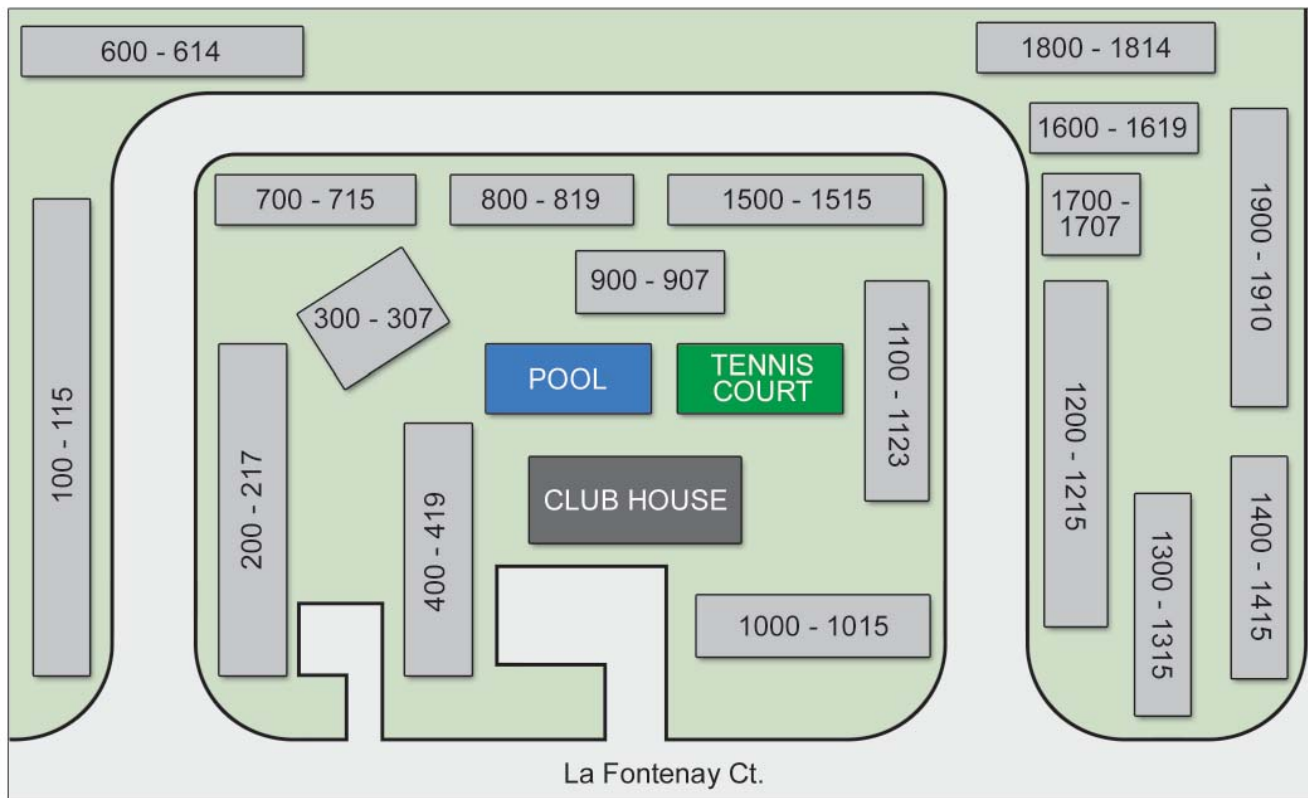 600 - 614
1800 - 1814
1600 - 1619
700 - 715
800 - 819
1500 - 1515
1700 -
1707
1900 - 1910
900 - 907
300 - 307
POOL
TENNIS
COURT
1100 - 1123
100 - 115
200 - 217
400 - 419
CLUB HOUSE
1200 - 1215
1300 - 1315
1400 - 1415
1000 - 1015
La Fontenay Ct.